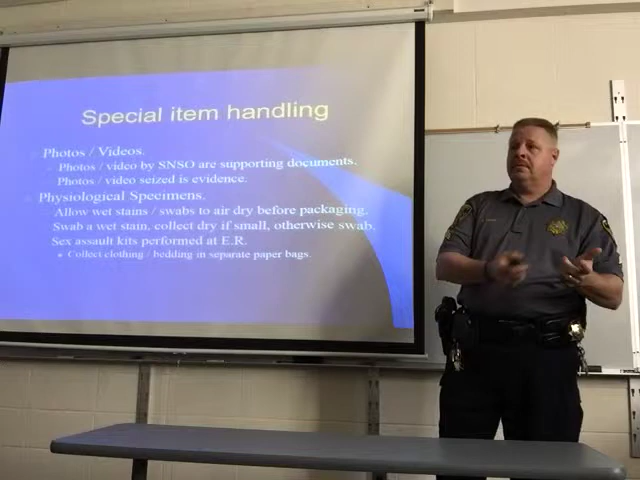 Special item handling
Photos / Videos.
Photos / video by SNSO are supporting documents.
Photos / video seized is evidence.
Physiological Specimens.
Allow wet stains / swabs to air dry before packaging.
Swab a wet stain, collect dry if small, otherwise swab.
Sex assault kits performed at E.R.
Collect clothing / bedding in separate paper bags.